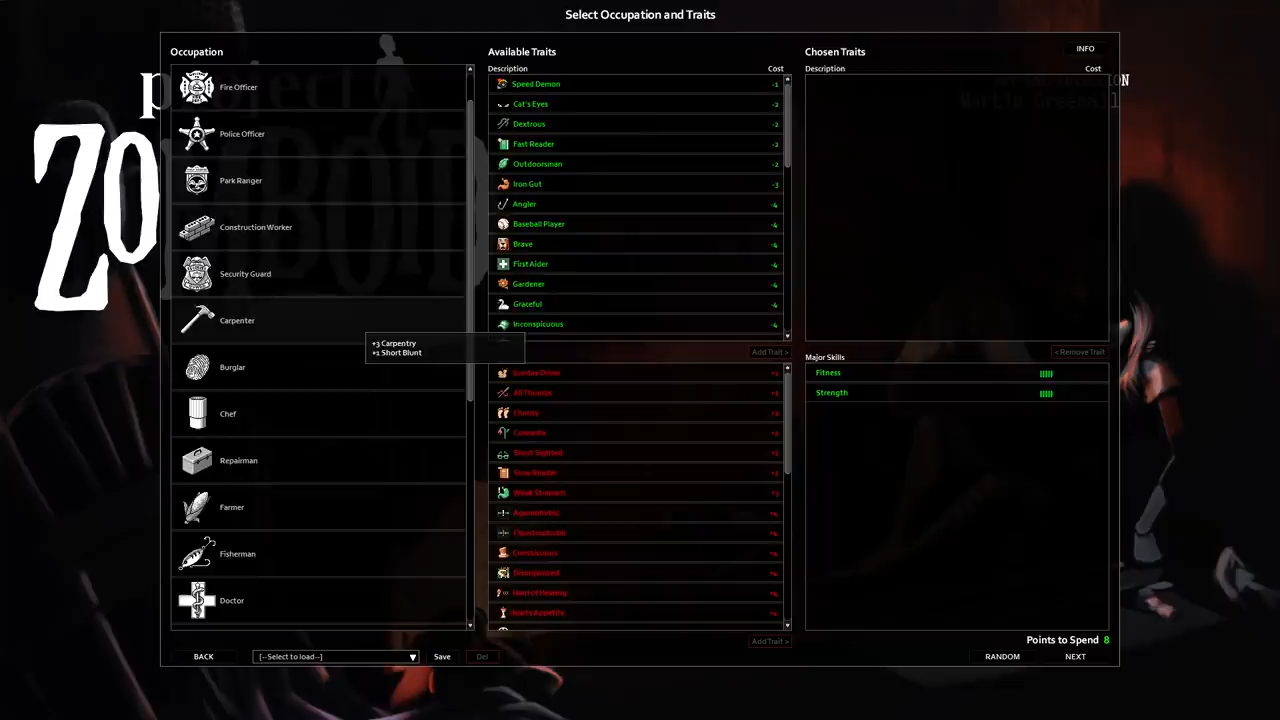 Select Occupation and Traits
Occupation
Fire Officer
Police Officer
Park Ranger
Construction Worker
Security Guard
Carpenter
Burglar
Chef
Repairman
Farmer
Fisherman
Doctor
+3 Carpentry
+1 Short Blunt
BACK
[--Select to load--]
Save
Del
Available Traits
Description Cost
Speed Demon -1
Cat's Eyes -2
Dextrous -2
Fast Reader -2
Outdoorsman -2
Iron Gut -3
Angler -4
Baseball Player -4
Brave -4
First Aider -4
Gardener -4
Graceful -4
Inconspicuous -4
Add Trait >
Sunday Driver
All Thumbs
Clumsy
Cowardly
Short Sighted
Slow Reader
Weak Stomach
Agoraphobic
Claustrophobic
Conspicuous
Disorganized
Hard of Hearing
Hearty Appetite
Add Trait >
Chosen Traits
INFO
Description Cost
< Remove Trait
Major Skills
Fitness
Strength
Points to Spend 8
RANDOM
NEXT
ZO